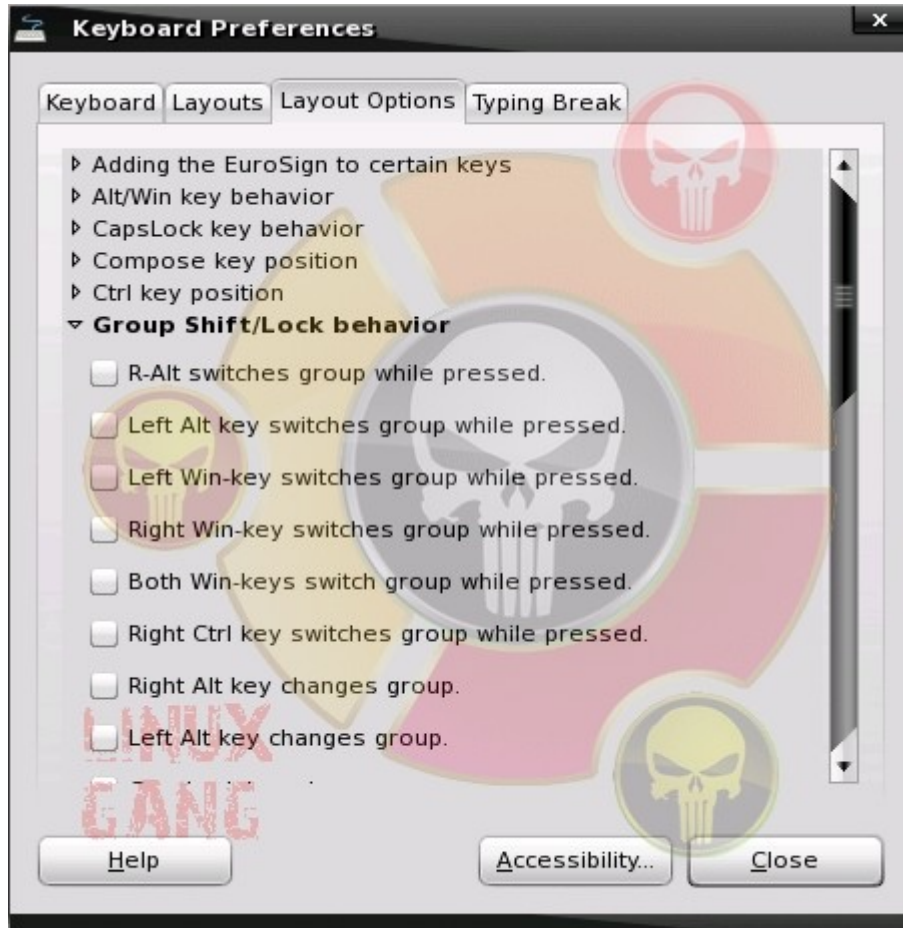 Keyboard Preferences
x
Keyboard Layouts Layout Options Typing Break
Adding the EuroSign to certain keys
Alt/Win key behavior
CapsLock key behavior
Compose key position
Ctrl key position
Group Shift/Lock behavior
R-Alt switches group while pressed.
Left Alt key switches group while pressed.
Left Win-key switches group while pressed.
Right Win-key switches group while pressed.
Both Win-keys switch group while pressed.
Right Ctrl key switches group while pressed.
Right Alt key changes group.
Left Alt key changes group.
LINUX
GANG
Help Accessibility... Close